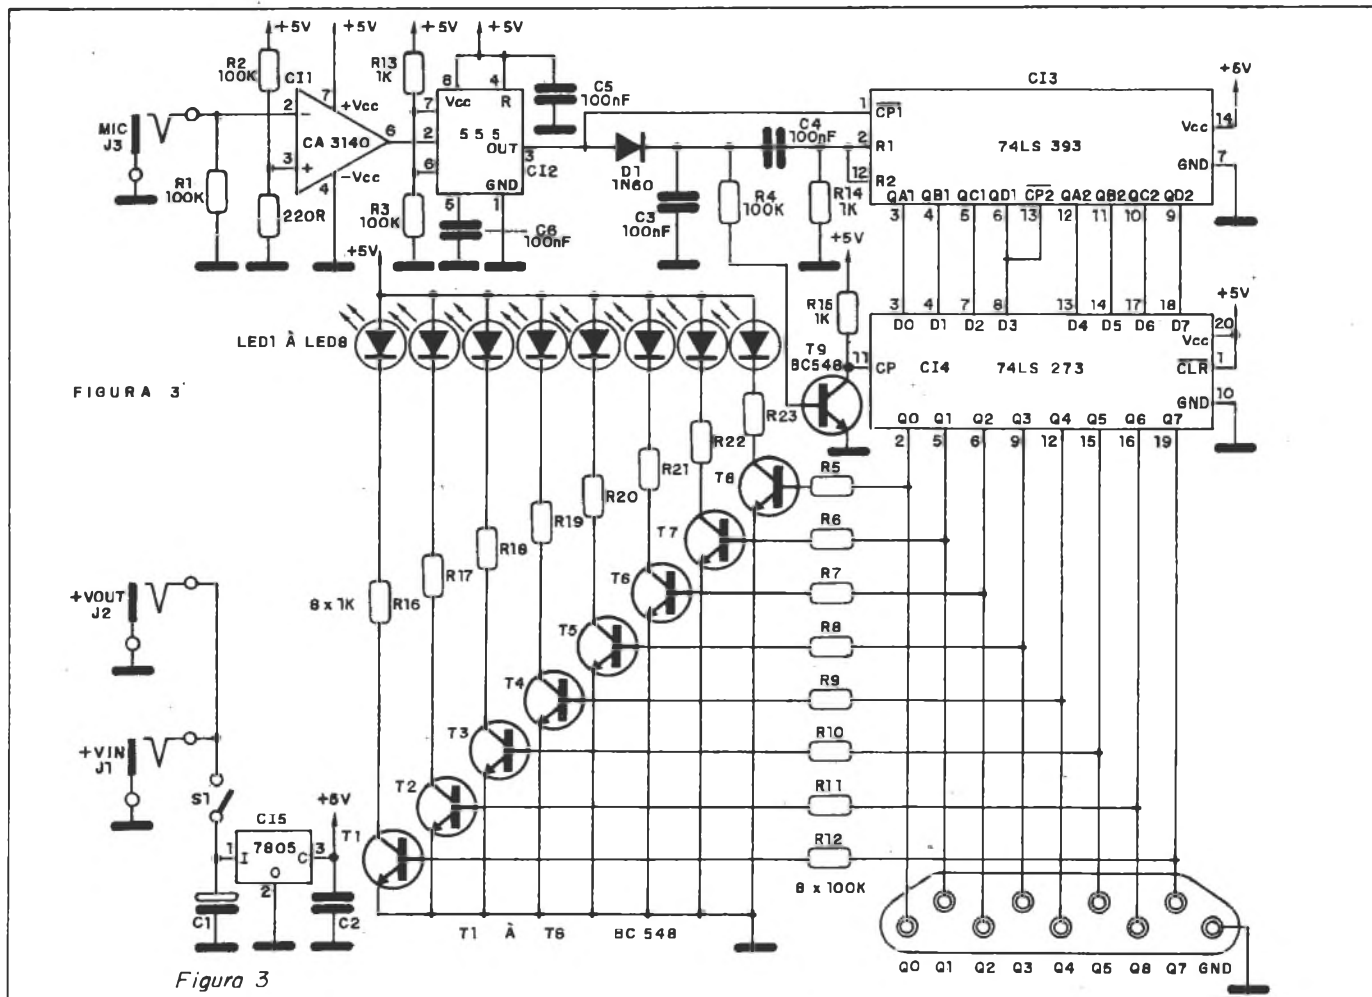 +5V
+5V
+5V
+5V
R2
100K
CI1
7
+Vcc
2
−
CA 3140
6
3
+
−Vcc
4
MIC
J3
R1
100K
220R
R13
1K
8
4
Vcc
R
7
2
555
OUT
3
6
GND
CI2
5
1
R3
100K
C5
100nF
C6
100nF
D1
1N60
C3
100nF
R4
100K
C4
100nF
R14
1K
CI3
+5V
1
CP1
2
R1
12
R2
74LS 393
14
Vcc
7
GND
QA1
QB1
QC1
QD1
CP2
QA2
QB2
QC2
QD2
3
4
5
6
13
12
11
10
9
+5V
R15
1K
T9
BC548
+5V
3
4
7
8
13
14
17
18
D0
D1
D2
D3
D4
D5
D6
D7
20
Vcc
11
CP
CI4
74LS 273
1
CLR
GND
10
Q0
Q1
Q2
Q3
Q4
Q5
Q6
Q7
2
5
6
9
12
15
16
19
+5V
LED1 À LED8
FIGURA 3
R23
R22
R21
R20
R19
R18
R17
8 x 1K
R16
T8
T7
T6
T5
T4
T3
T2
T1
R5
R6
R7
R8
R9
R10
R11
R12
8 x 100K
+VOUT
J2
+VIN
J1
S1
CI5
+5V
1
I
7805
C
3
O
2
C1
C2
T1 À T8 BC 548
Q0 Q1 Q2 Q3 Q4 Q5 Q8 Q7 GND
Figura 3